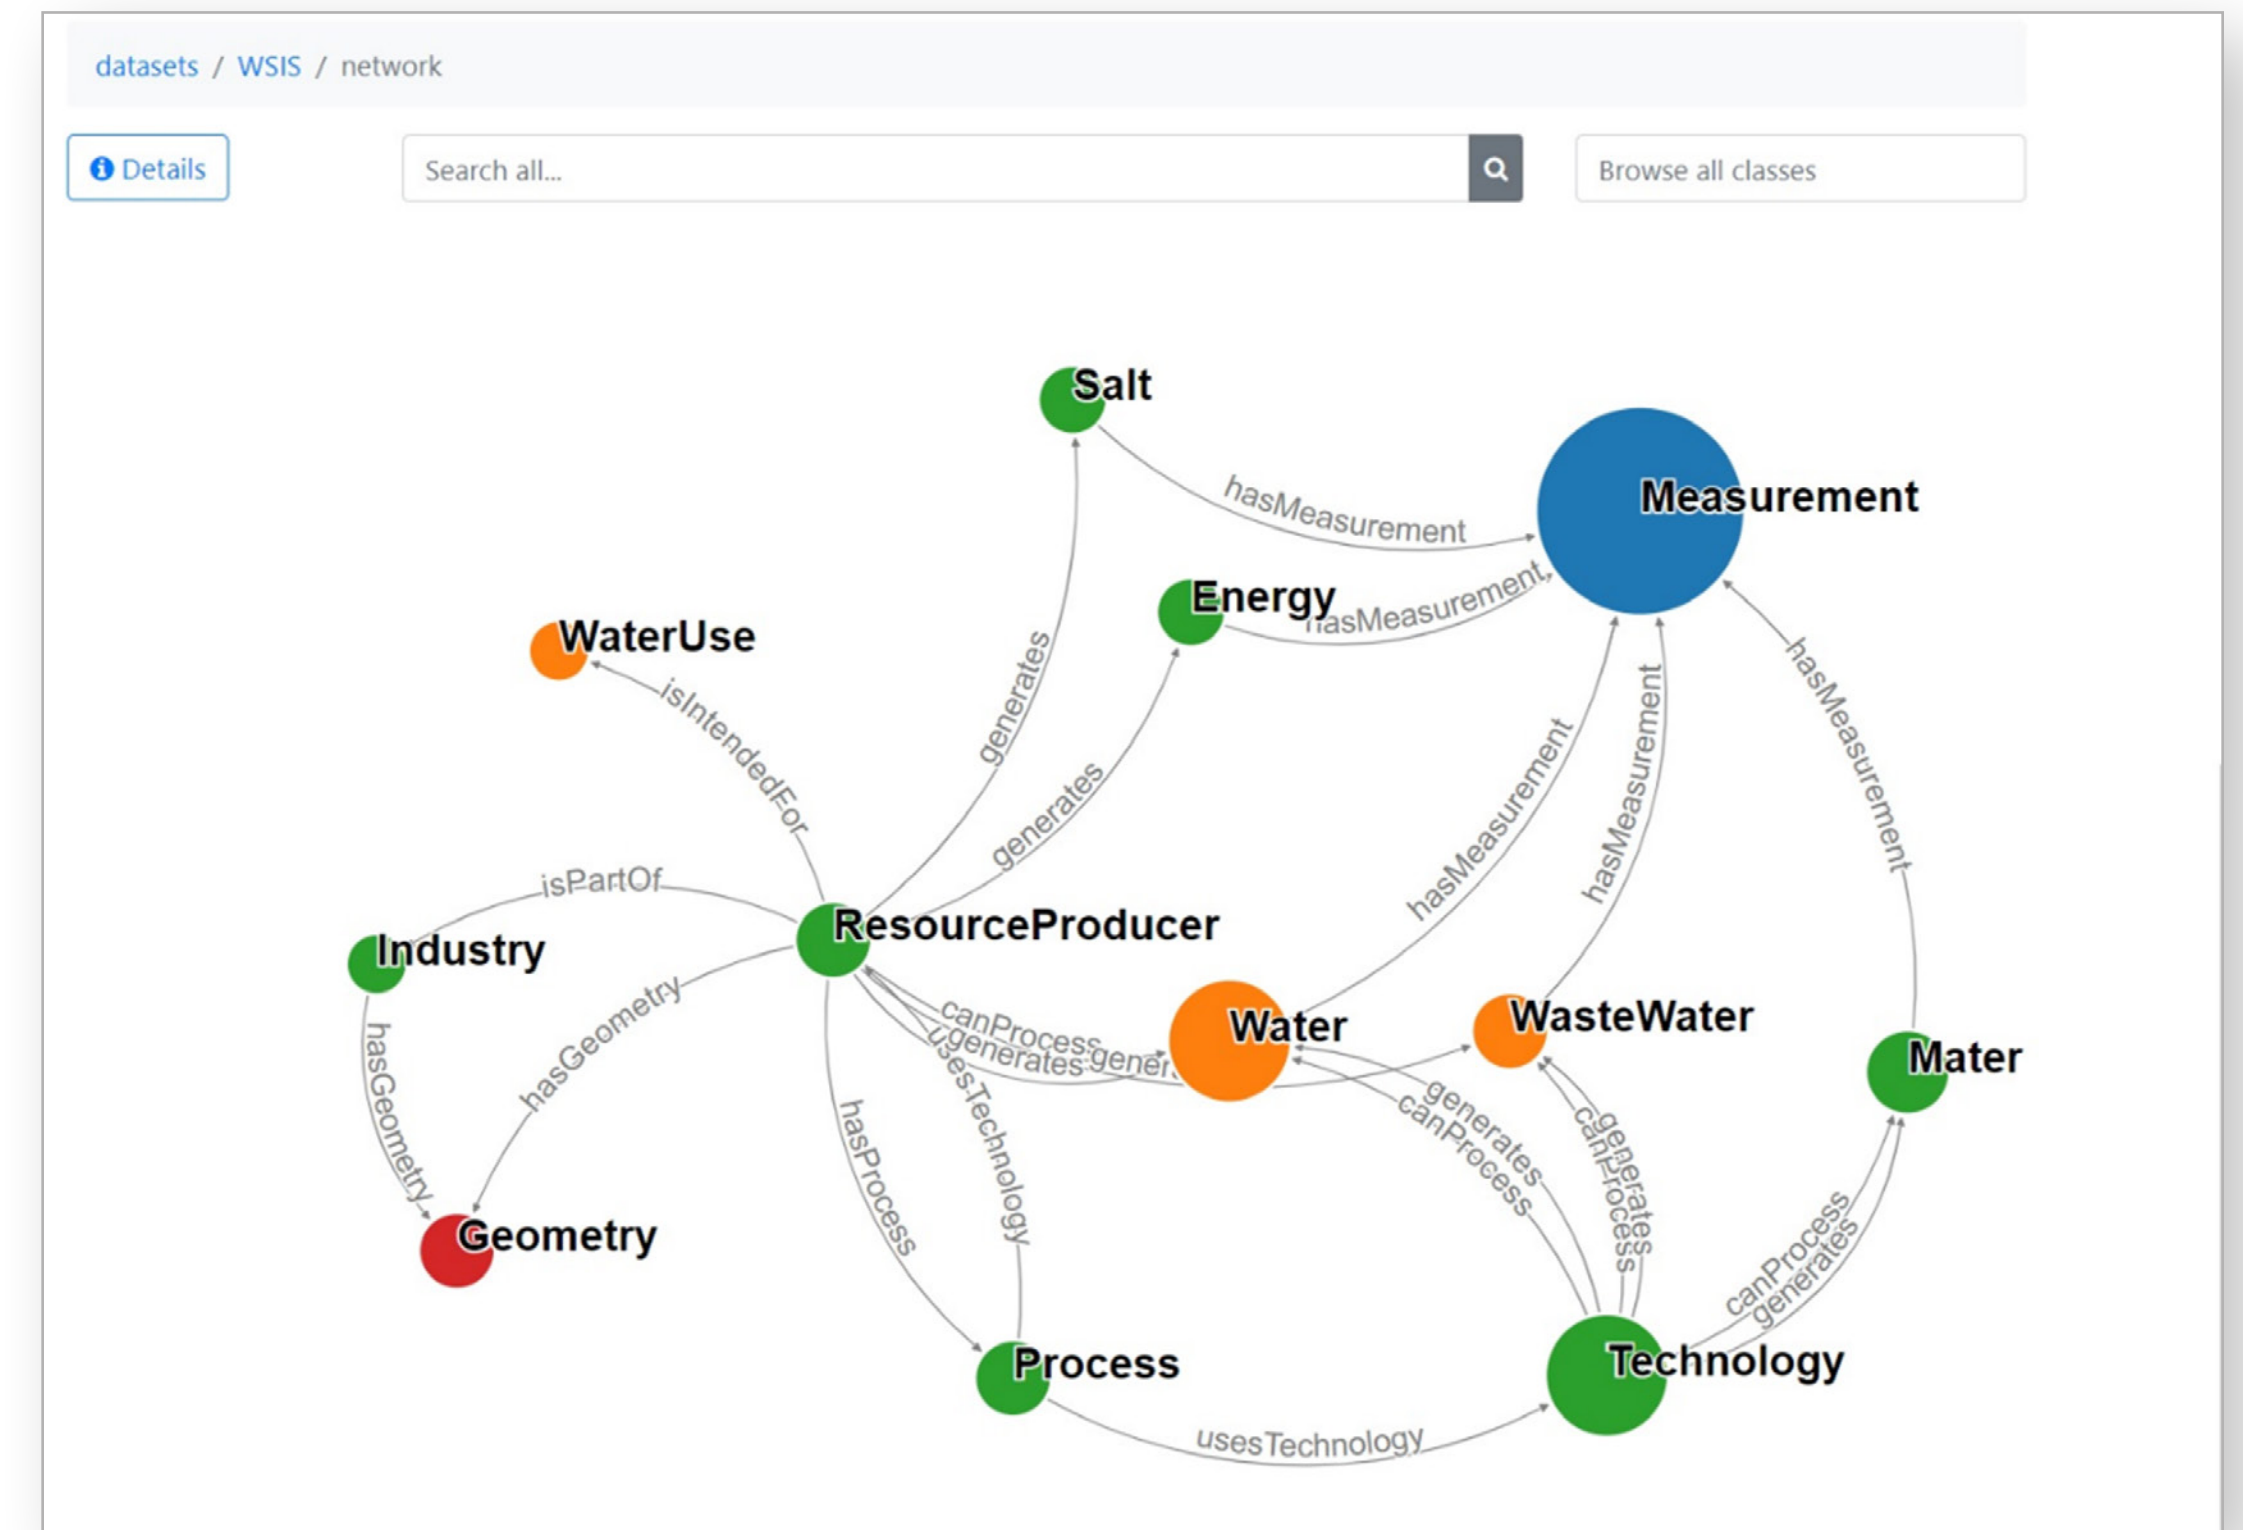 datasets / WSIS / network
Details
Search all...
Browse all classes
Salt
Measurement
hasMeasurement
Energy
hasMeasurement
WaterUse
isIntendedFor
generates
generates
hasMeasurement
hasMeasurement
hasMeasurement
isPartOf
ResourceProducer
Industry
hasGeometry
hasGeometry
canProcess
generates
usesTechnology
Water
WasteWater
Mater
generates
canProcess
generates
canProcess
hasProcess
canProcess
generates
Geometry
Process
Technology
usesTechnology